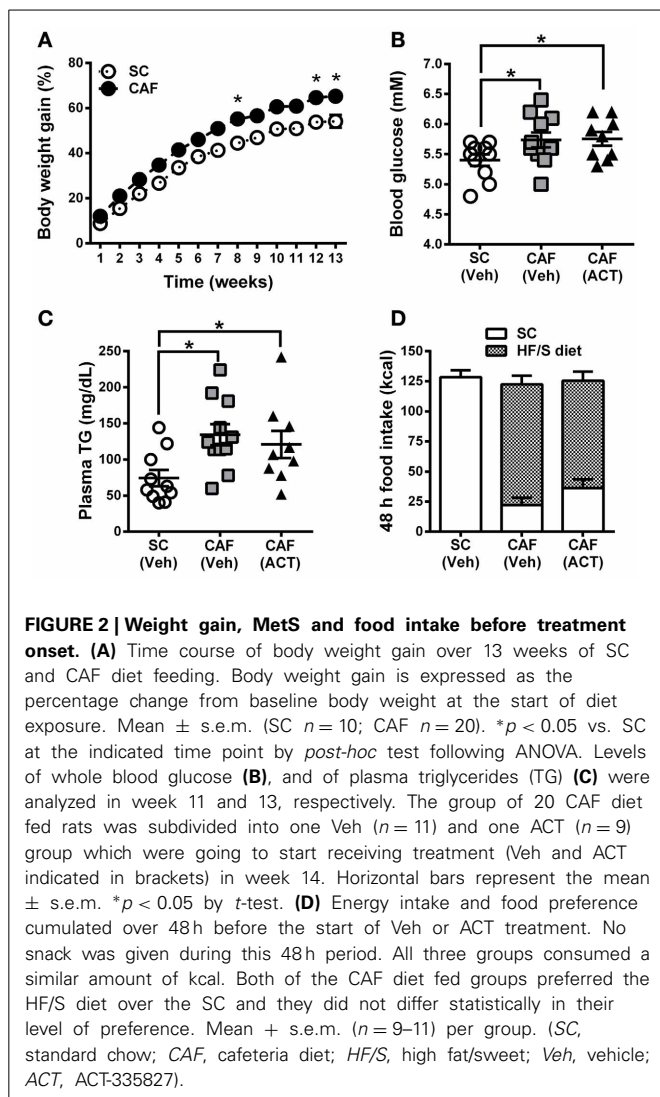 A
SC
CAF
Body weight gain (%)
80
60
40
20
0
* * *
1 2 3 4 5 6 7 8 9 10 11 12 13
Time (weeks)
B
*
*
Blood glucose (mM)
7.0
6.5
6.0
5.5
5.0
4.5
4.0
SC CAF CAF
(Veh) (Veh) (ACT)
C
*
*
Plasma TG (mg/dL)
250
200
150
100
50
0
SC CAF CAF
(Veh) (Veh) (ACT)
D
SC
HF/S diet
48 h food intake (kcal)
150
125
100
75
50
25
0
SC CAF CAF
(Veh) (Veh) (ACT)
FIGURE 2 | Weight gain, MetS and food intake before treatment
onset. (A) Time course of body weight gain over 13 weeks of SC
and CAF diet feeding. Body weight gain is expressed as the
percentage change from baseline body weight at the start of diet
exposure. Mean ± s.e.m. (SC n = 10; CAF n = 20). *p < 0.05 vs. SC
at the indicated time point by post-hoc test following ANOVA. Levels
of whole blood glucose (B), and of plasma triglycerides (TG) (C) were
analyzed in week 11 and 13, respectively. The group of 20 CAF diet
fed rats was subdivided into one Veh (n = 11) and one ACT (n = 9)
group which were going to start receiving treatment (Veh and ACT
indicated in brackets) in week 14. Horizontal bars represent the mean
± s.e.m. *p < 0.05 by t-test. (D) Energy intake and food preference
cumulated over 48 h before the start of Veh or ACT treatment. No
snack was given during this 48 h period. All three groups consumed a
similar amount of kcal. Both of the CAF diet fed groups preferred the
HF/S diet over the SC and they did not differ statistically in their
level of preference. Mean + s.e.m. (n = 9–11) per group. (SC,
standard chow; CAF, cafeteria diet; HF/S, high fat/sweet; Veh, vehicle;
ACT, ACT-335827).